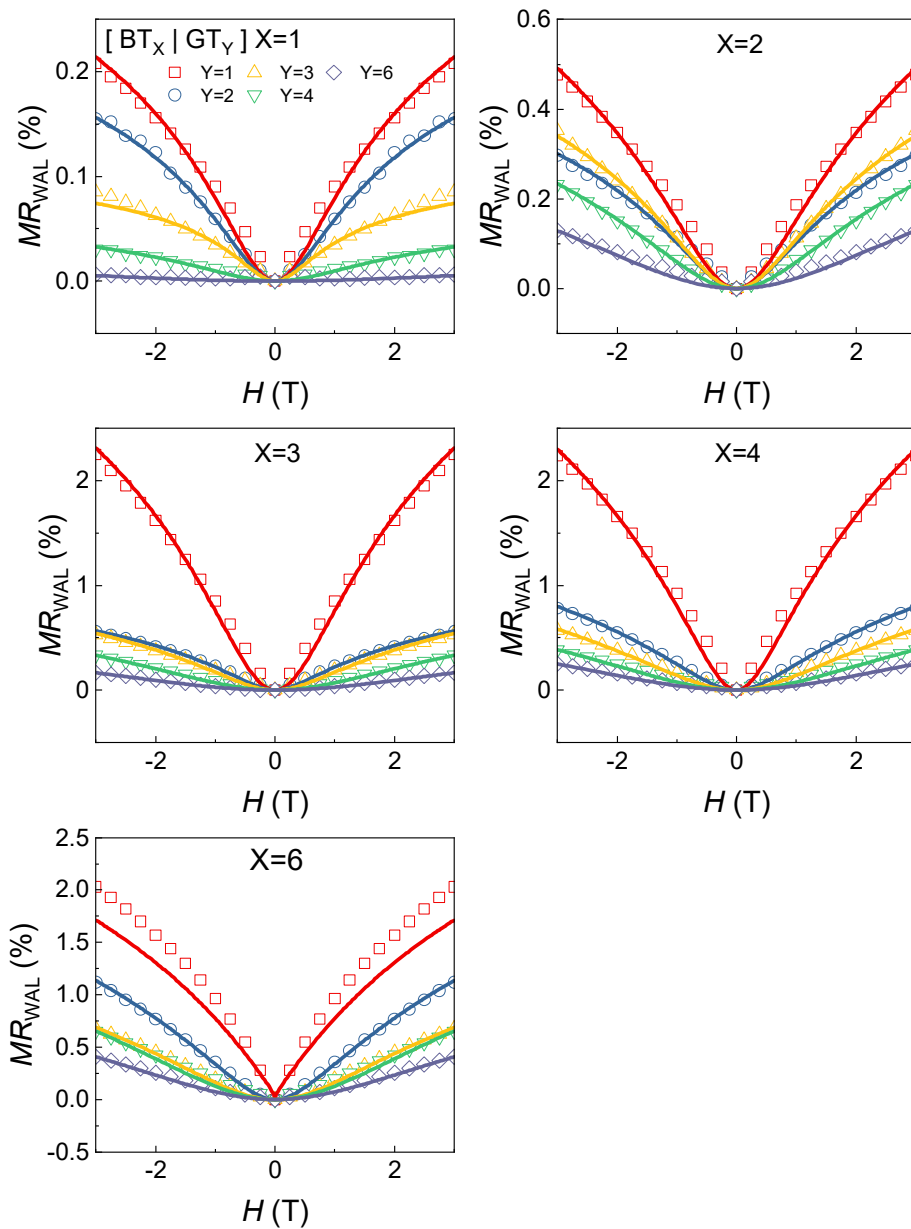 [ BT_X | GT_Y ] X=1
Y=1 Y=3 Y=6
Y=2 Y=4
0.2
0.1
0.0
MR_WAL (%)
-2 0 2
H (T)
X=2
0.6
0.4
0.2
0.0
MR_WAL (%)
-2 0 2
H (T)
X=3
2
1
0
MR_WAL (%)
-2 0 2
H (T)
X=4
2
1
0
MR_WAL (%)
-2 0 2
H (T)
X=6
2.5
2.0
1.5
1.0
0.5
0.0
-0.5
MR_WAL (%)
-2 0 2
H (T)